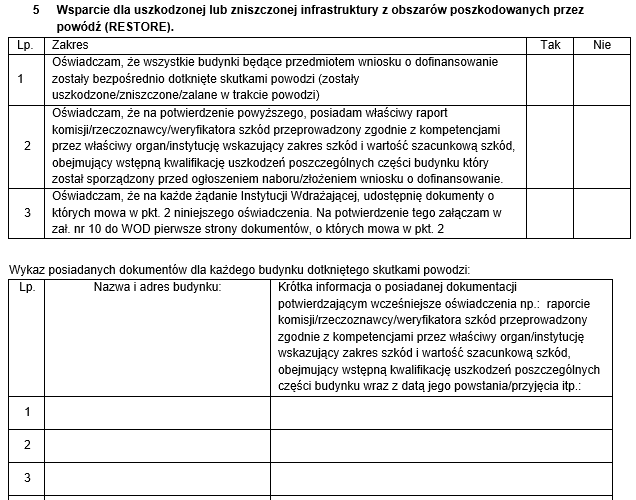 5 Wsparcie dla uszkodzonej lub zniszczonej infrastruktury z obszarów poszkodowanych przez
powódź (RESTORE).
Lp. Zakres Tak Nie
1 Oświadczam, że wszystkie budynki będące przedmiotem wniosku o dofinansowanie
zostały bezpośrednio dotknięte skutkami powodzi (zostały
uszkodzone/zniszczone/zalane w trakcie powodzi)
2 Oświadczam, że na potwierdzenie powyższego, posiadam właściwy raport
komisji/rzeczoznawcy/weryfikatora szkód przeprowadzony zgodnie z kompetencjami
przez właściwy organ/instytucję wskazujący zakres szkód i wartość szacunkową szkód,
obejmujący wstępną kwalifikację uszkodzeń poszczególnych części budynku który
został sporządzony przed ogłoszeniem naboru/złożeniem wniosku o dofinansowanie.
3 Oświadczam, że na każde żądanie Instytucji Wdrażającej, udostępnię dokumenty o
których mowa w pkt. 2 niniejszego oświadczenia. Na potwierdzenie tego załączam w
zał. nr 10 do WOD pierwsze strony dokumentów, o których mowa w pkt. 2
Wykaz posiadanych dokumentów dla każdego budynku dotkniętego skutkami powodzi:
Lp. Nazwa i adres budynku: Krótka informacja o posiadanej dokumentacji
potwierdzającym wcześniejsze oświadczenia np.: raporcie
komisji/rzeczoznawcy/weryfikatora szkód przeprowadzony
zgodnie z kompetencjami przez właściwy organ/instytucję
wskazujący zakres szkód i wartość szacunkową szkód,
obejmujący wstępną kwalifikację uszkodzeń poszczególnych
części budynku wraz z datą jego powstania/przyjęcia itp.:
1
2
3